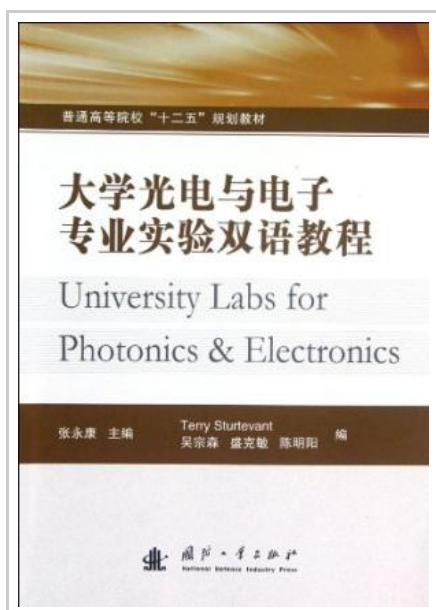 普通高等院校“十二五”规划教材
大学光电与电子
专业实验双语教程
University Labs for
Photonics & Electronics
张永康 主编
Terry Sturtevant
吴宗森 盛克敏 陈明阳 编
国防工业出版社
National Defense Industry Press